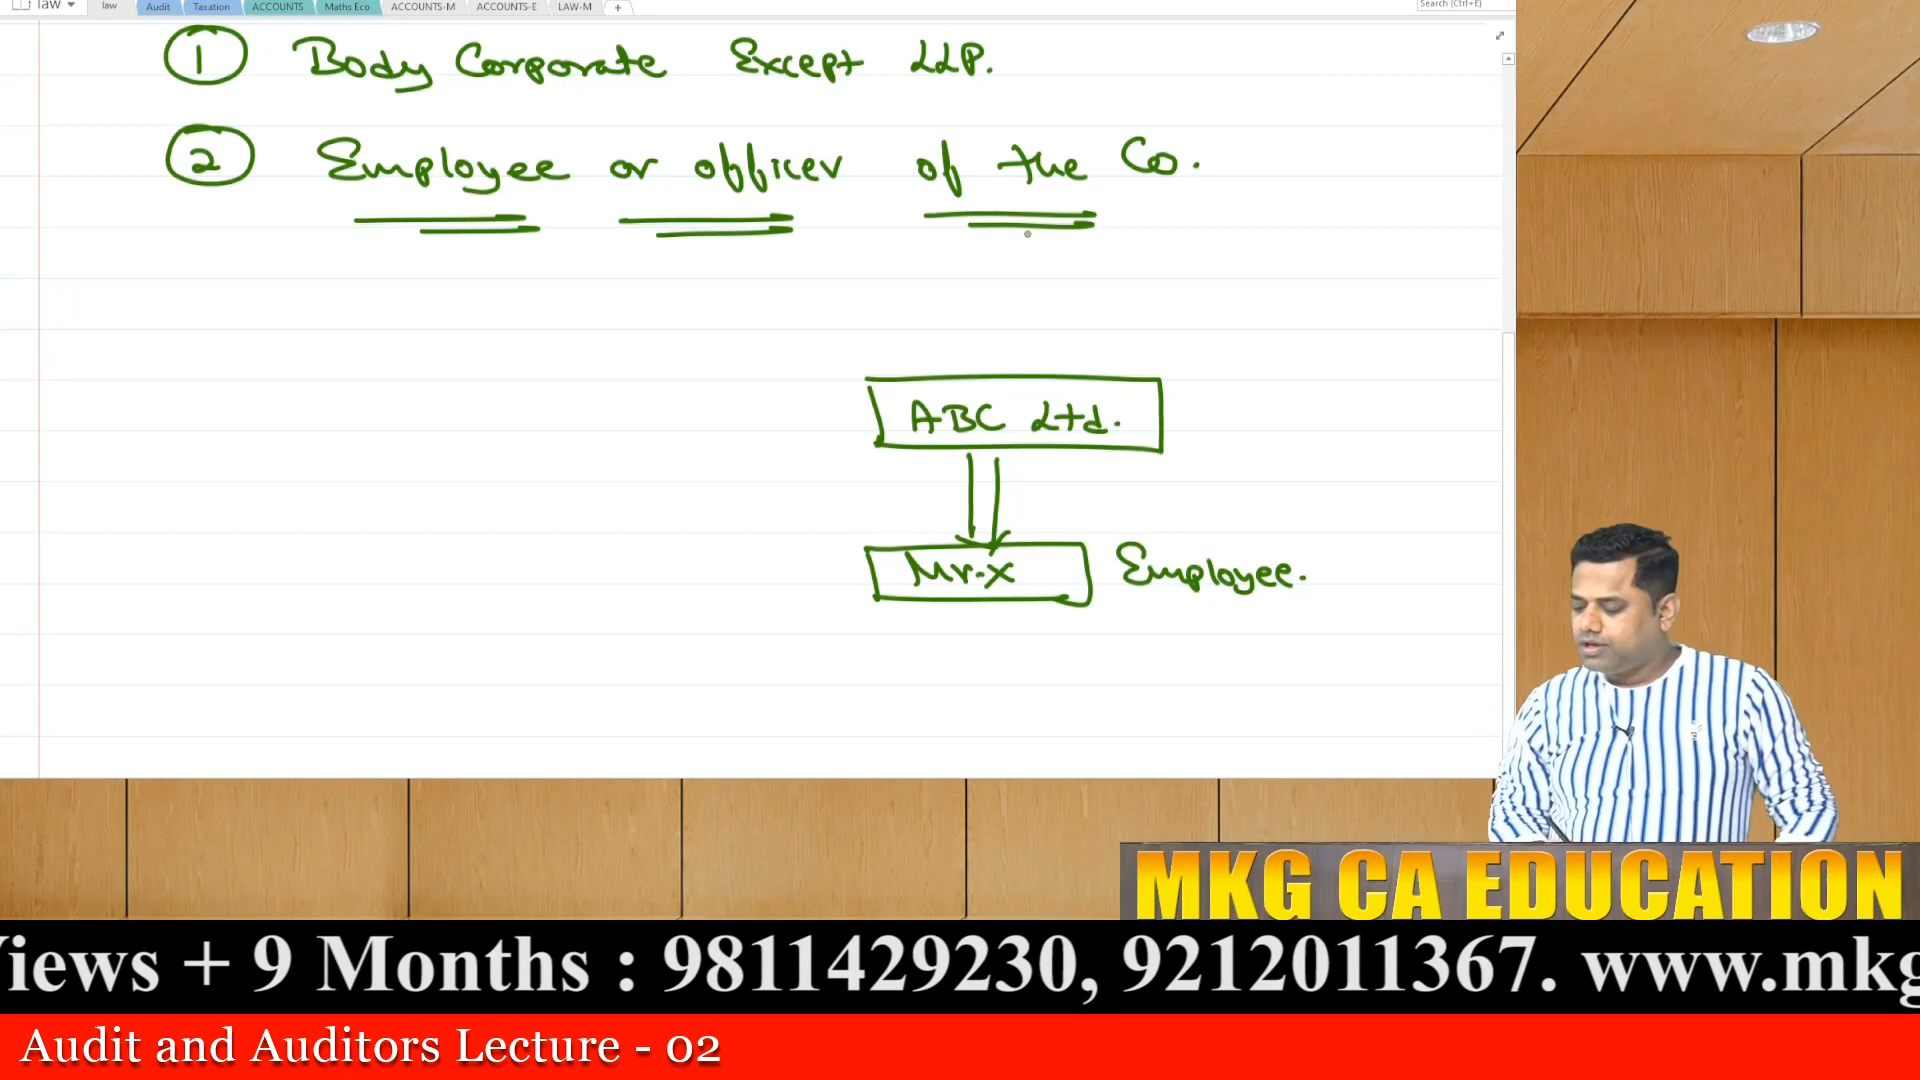 law law Audit Taxation ACCOUNTS Maths Eco ACCOUNTS-M ACCOUNTS-E LAW-M + Search (Ctrl+E)
1 Body Corporate Except LLP.
2 Employee or officer of the Co.
ABC Ltd.
Mr. X Employee.
MKG CA EDUCATION
Views + 9 Months : 9811429230, 9212011367. www.mkg
Audit and Auditors Lecture - 02